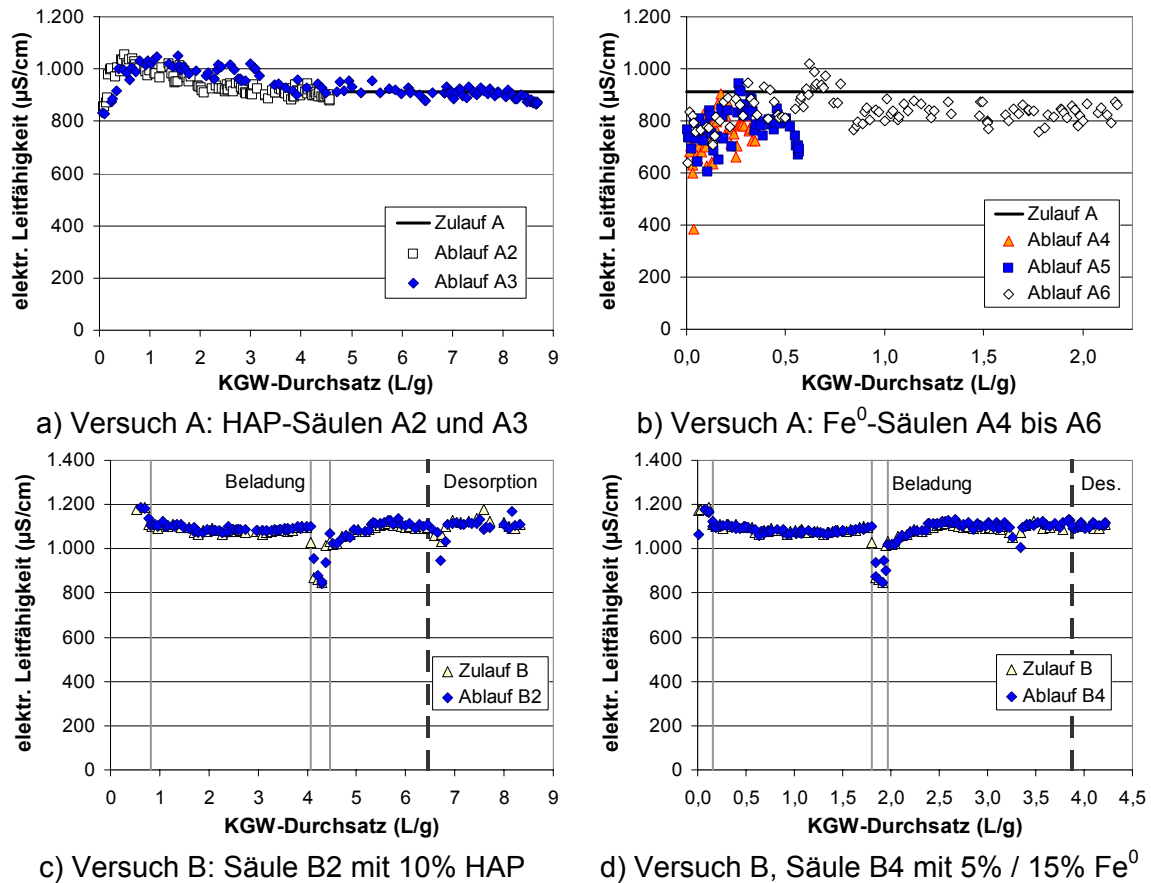 elektr. Leitfähigkeit (µS/cm)
1.200
1.000
800
600
400
200
0
Zulauf A
Ablauf A2
Ablauf A3
0 1 2 3 4 5 6 7 8 9
KGW-Durchsatz (L/g)
a) Versuch A: HAP-Säulen A2 und A3
elektr. Leitfähigkeit (µS/cm)
1.200
1.000
800
600
400
200
0
Zulauf A
Ablauf A4
Ablauf A5
Ablauf A6
0,0 0,5 1,0 1,5 2,0
KGW-Durchsatz (L/g)
b) Versuch A: Fe⁰-Säulen A4 bis A6
elektr. Leitfähigkeit (µS/cm)
1.400
1.200
1.000
800
600
400
200
0
Beladung
Desorption
Zulauf B
Ablauf B2
0 1 2 3 4 5 6 7 8 9
KGW-Durchsatz (L/g)
c) Versuch B: Säule B2 mit 10% HAP
elektr. Leitfähigkeit (µS/cm)
1.400
1.200
1.000
800
600
400
200
0
Beladung
Des.
Zulauf B
Ablauf B4
0,0 0,5 1,0 1,5 2,0 2,5 3,0 3,5 4,0 4,5
KGW-Durchsatz (L/g)
d) Versuch B, Säule B4 mit 5% / 15% Fe⁰